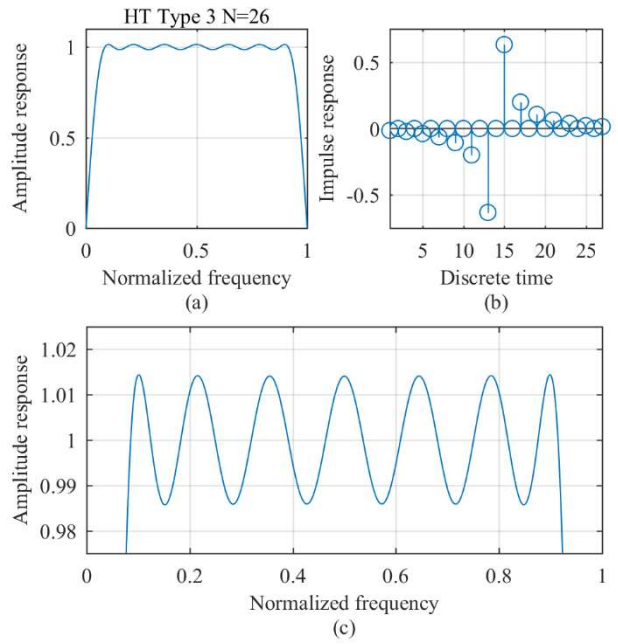 HT Type 3 N=26
Amplitude response
1
0.5
0
0 0.5 1
Normalized frequency
(a)
Impulse response
0.5
0
-0.5
5 10 15 20 25
Discrete time
(b)
Amplitude response
1.02
1.01
1
0.99
0.98
0 0.2 0.4 0.6 0.8 1
Normalized frequency
(c)